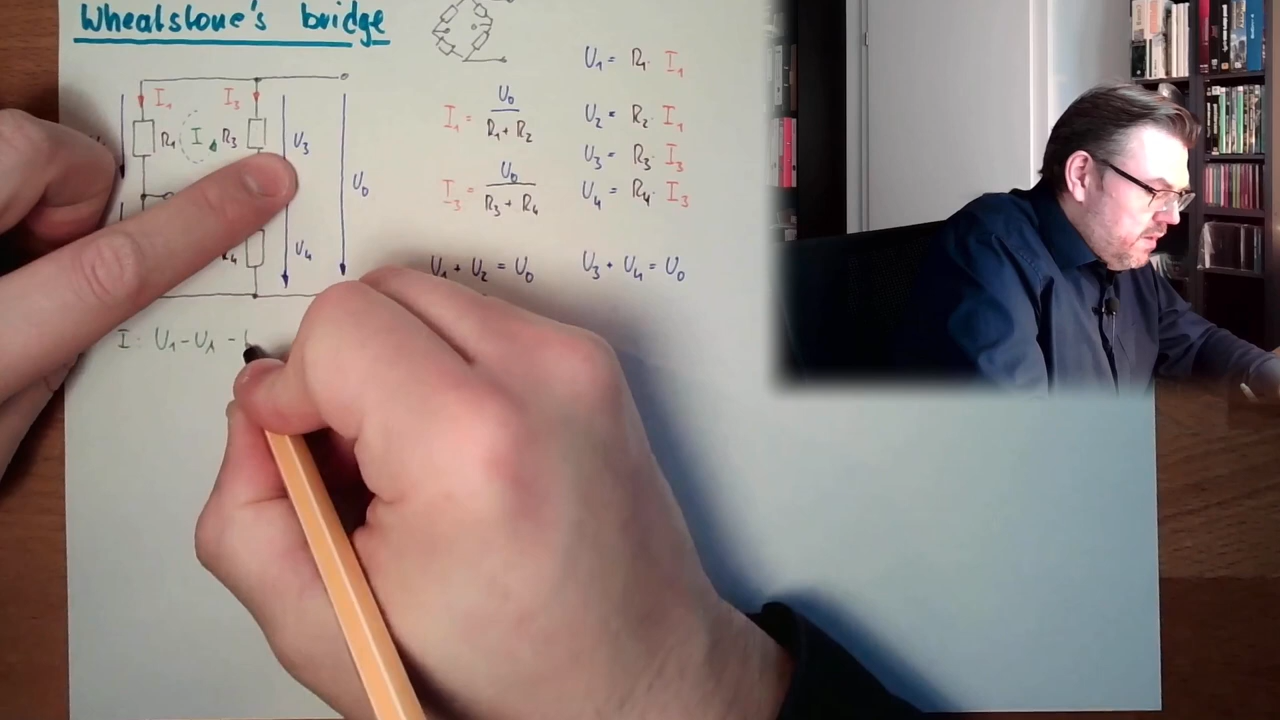 Wheatstone's bridge
I₁ I₃
R₁ I R₃ U₃
U₀
R₄ U₄
I₁ = U₀ / (R₁ + R₂)
I₃ = U₀ / (R₃ + R₄)
U₁ = R₁ · I₁
U₂ = R₂ · I₁
U₃ = R₃ · I₃
U₄ = R₄ · I₃
U₁ + U₂ = U₀ U₃ + U₄ = U₀
I: U₁ - U